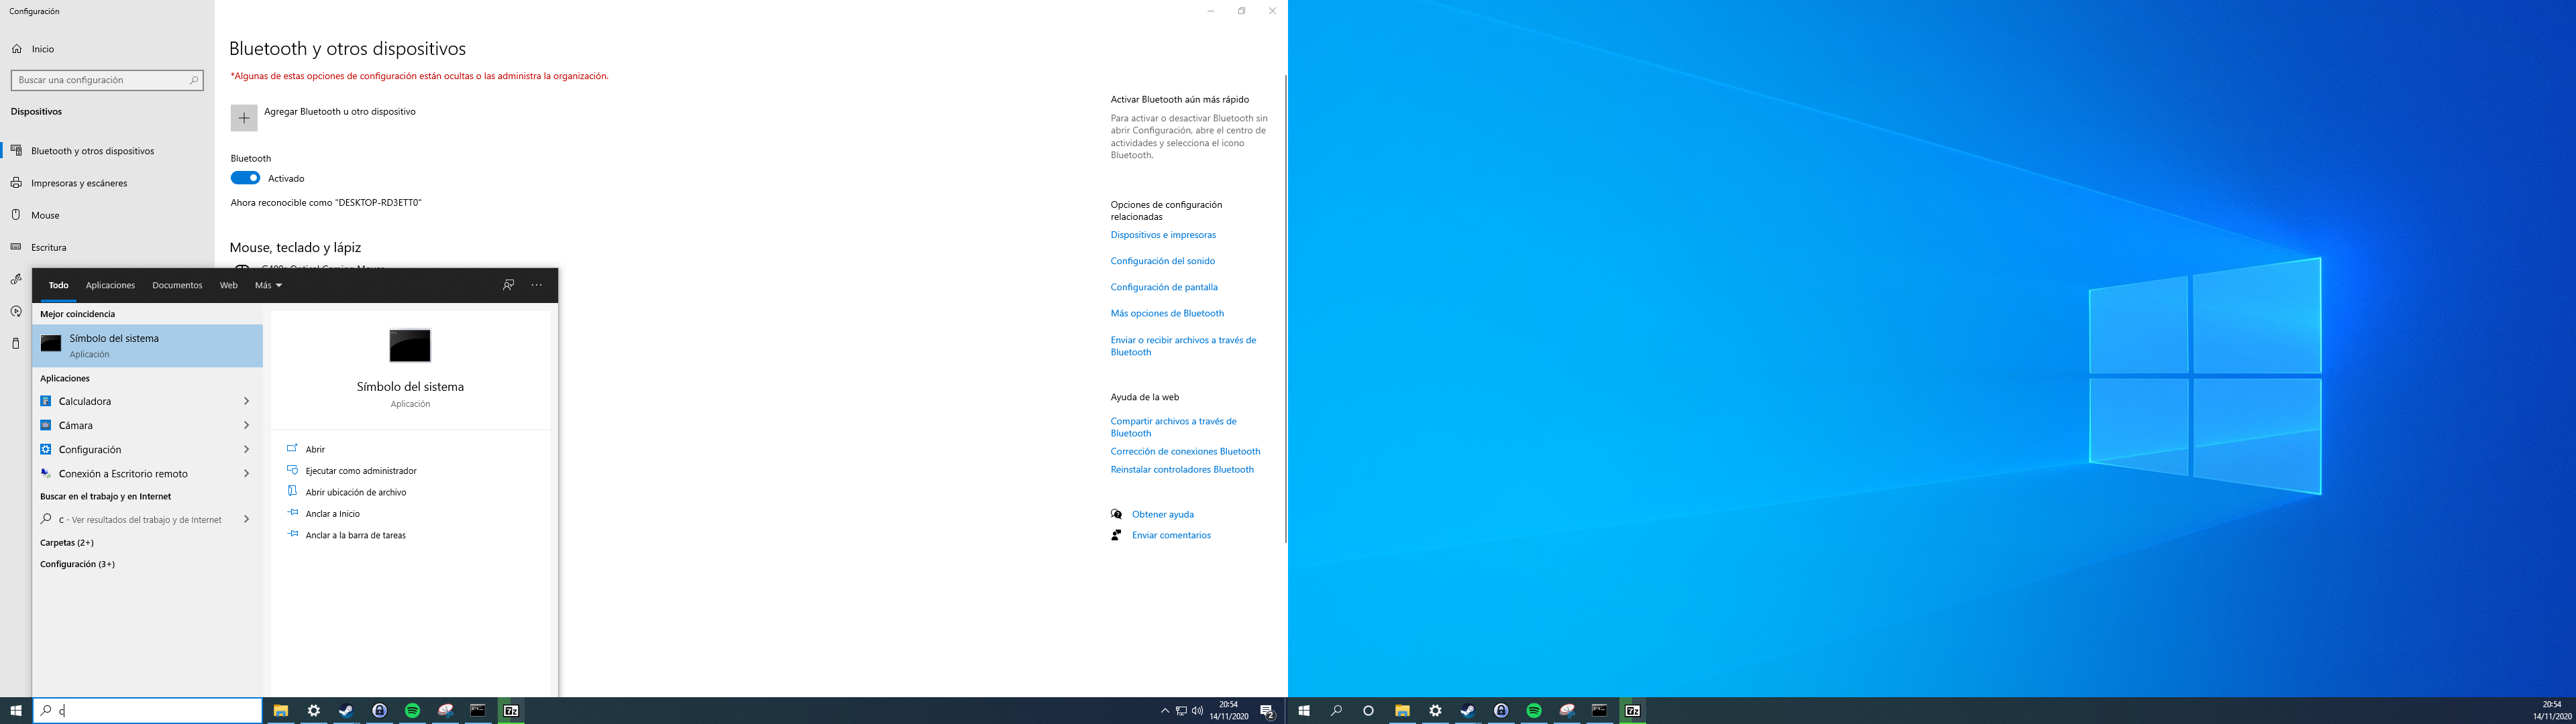 Configuración
Inicio
Buscar una configuración
Dispositivos
Bluetooth y otros dispositivos
Impresoras y escáneres
Mouse
Escritura
Bluetooth y otros dispositivos
*Algunas de estas opciones de configuración están ocultas o las administra la organización.
Agregar Bluetooth u otro dispositivo
Bluetooth
Activado
Ahora reconocible como "DESKTOP-RD3ETT0"
Mouse, teclado y lápiz
Activar Bluetooth aún más rápido
Para activar o desactivar Bluetooth sin
abrir Configuración, abre el centro de
actividades y selecciona el icono
Bluetooth.
Opciones de configuración
relacionadas
Dispositivos e impresoras
Configuración del sonido
Configuración de pantalla
Más opciones de Bluetooth
Enviar o recibir archivos a través de
Bluetooth
Ayuda de la web
Compartir archivos a través de
Bluetooth
Corrección de conexiones Bluetooth
Reinstalar controladores Bluetooth
Obtener ayuda
Enviar comentarios
Todo
Aplicaciones
Documentos
Web
Más
Mejor coincidencia
Símbolo del sistema
Aplicación
Aplicaciones
Calculadora
Cámara
Configuración
Conexión a Escritorio remoto
Buscar en el trabajo y en Internet
c - Ver resultados del trabajo y de Internet
Carpetas (2+)
Configuración (3+)
Símbolo del sistema
Aplicación
Abrir
Ejecutar como administrador
Abrir ubicación de archivo
Anclar a Inicio
Anclar a la barra de tareas
c
7z
20:54
14/11/2020
2
7z
20:54
14/11/2020